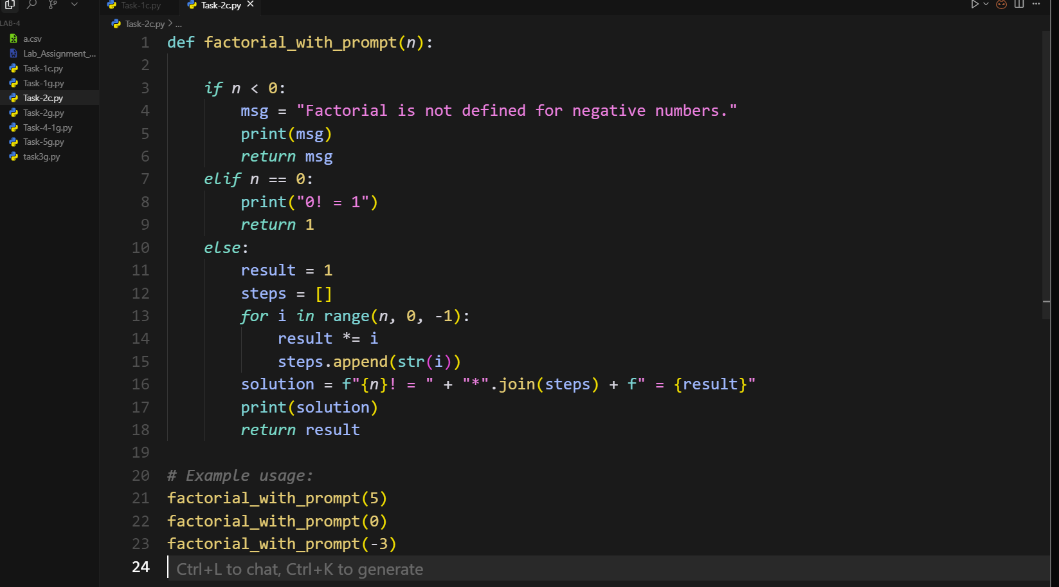 Task-1c.py
Task-2c.py
LAB-4
Task-2c.py > ...
a.csv
Lab_Assignment_...
Task-1c.py
Task-1g.py
Task-2c.py
Task-2g.py
Task-4-1g.py
Task-5g.py
task3g.py
1 def factorial_with_prompt(n):
2
3     if n < 0:
4         msg = "Factorial is not defined for negative numbers."
5         print(msg)
6         return msg
7     elif n == 0:
8         print("0! = 1")
9         return 1
10     else:
11         result = 1
12         steps = []
13         for i in range(n, 0, -1):
14             result *= i
15             steps.append(str(i))
16         solution = f"{n}! = " + "*".join(steps) + f" = {result}"
17         print(solution)
18         return result
19
20 # Example usage:
21 factorial_with_prompt(5)
22 factorial_with_prompt(0)
23 factorial_with_prompt(-3)
24 Ctrl+L to chat, Ctrl+K to generate